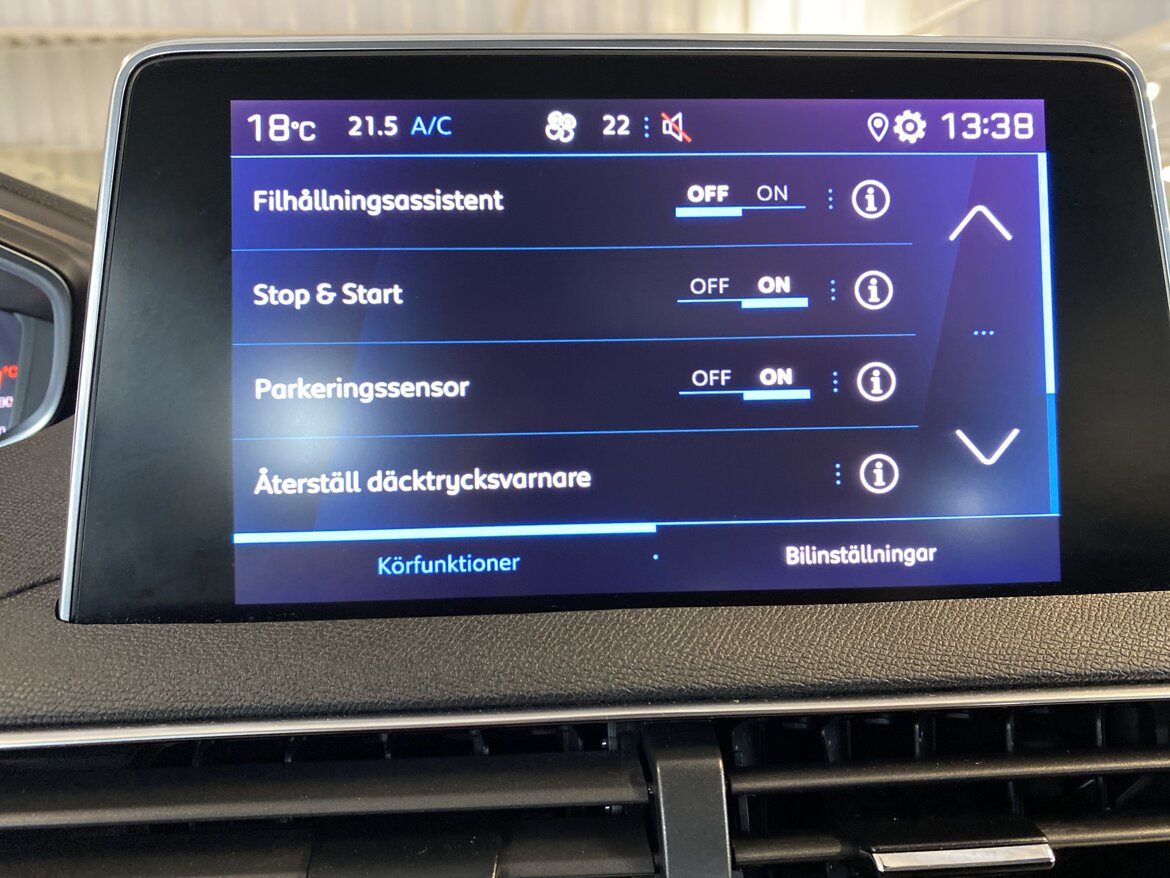 18°C 21.5 A/C 22 13:38
Filhållningsassistent OFF ON
Stop & Start OFF ON
Parkeringssensor OFF ON
Återställ däcktrycksvarnare
Körfunktioner Bilinställningar